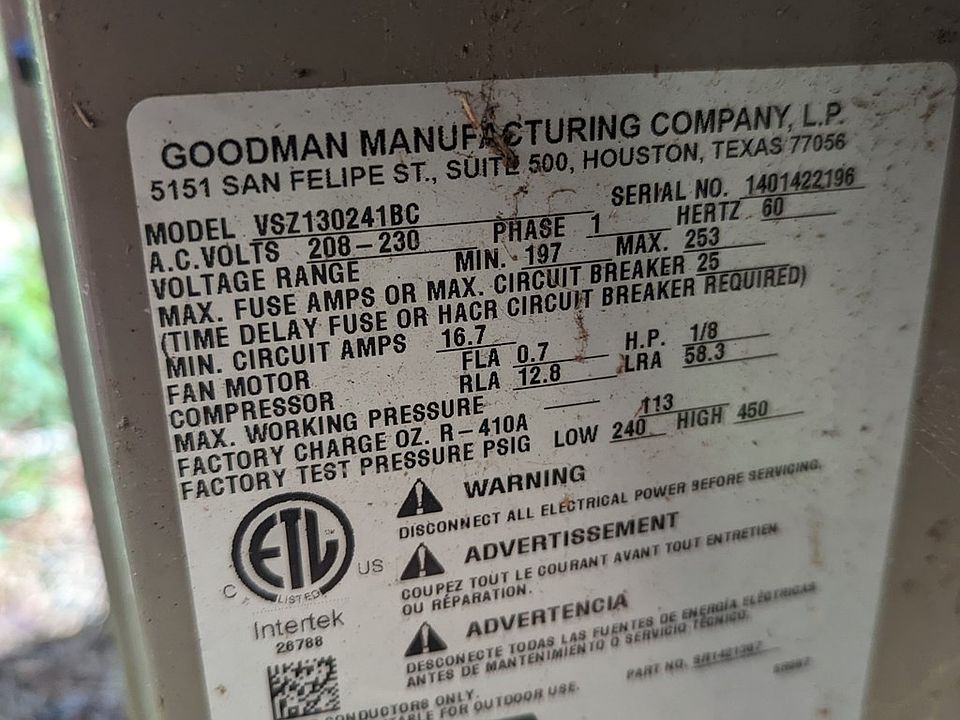 GOODMAN MANUFACTURING COMPANY, L.P.
5151 SAN FELIPE ST., SUITE 500, HOUSTON, TEXAS 77056
MODEL VSZ130241BC SERIAL NO. 1401422196
A.C. VOLTS 208-230 PHASE 1 HERTZ 60
VOLTAGE RANGE MIN. 197 MAX. 253
MAX. FUSE AMPS OR MAX. CIRCUIT BREAKER 25
(TIME DELAY FUSE OR HACR CIRCUIT BREAKER REQUIRED)
MIN. CIRCUIT AMPS 16.7
FAN MOTOR FLA 0.7 H.P. 1/8
COMPRESSOR RLA 12.8 LRA 58.3
MAX. WORKING PRESSURE
FACTORY CHARGE OZ. R-410A 113
FACTORY TEST PRESSURE PSIG LOW 240 HIGH 450
WARNING
DISCONNECT ALL ELECTRICAL POWER BEFORE SERVICING.
ADVERTISSEMENT
COUPEZ TOUT LE COURANT AVANT TOUT ENTRETIEN
OU RÉPARATION.
ADVERTENCIA
DESCONECTE TODAS LAS FUENTES DE ENERGÍA ELÉCTRICAS
ANTES DE MANTENIMIENTO O SERVICIO TÉCNICO.
ETL
C US
LISTED
Intertek
26788
PART NO.
CONDUCTORS ONLY.
FOR OUTDOOR USE.